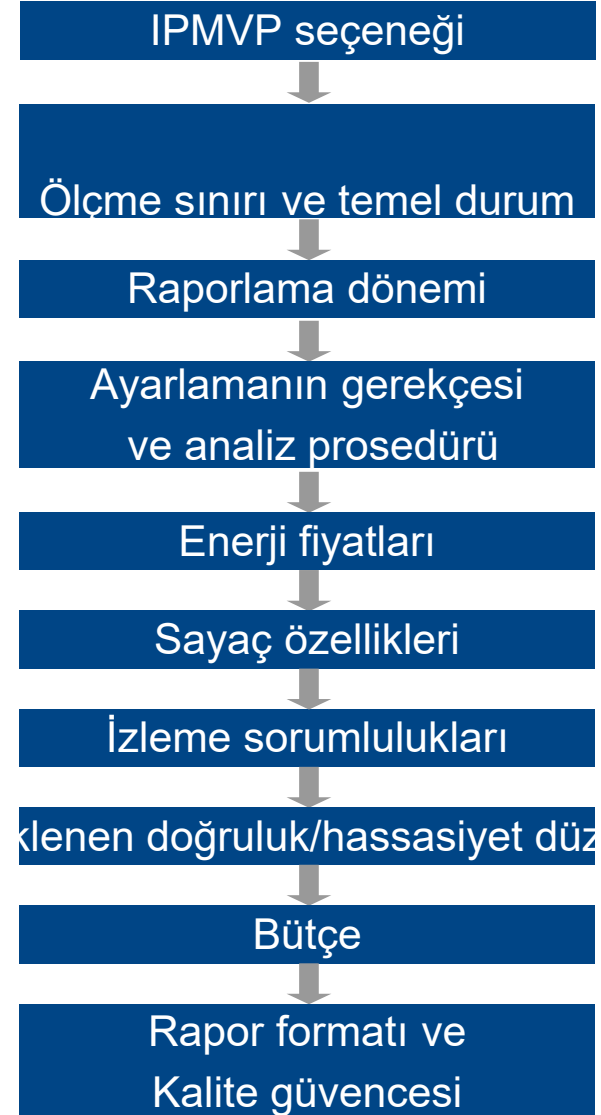 IPMVP seçeneği
Ölçme sınırı ve temel durum
Raporlama dönemi
Ayarlamanın gerekçesi
ve analiz prosedürü
Enerji fiyatları
Sayaç özellikleri
İzleme sorumlulukları
klenen doğruluk/hassasiyet düz
Bütçe
Rapor formatı ve
Kalite güvencesi